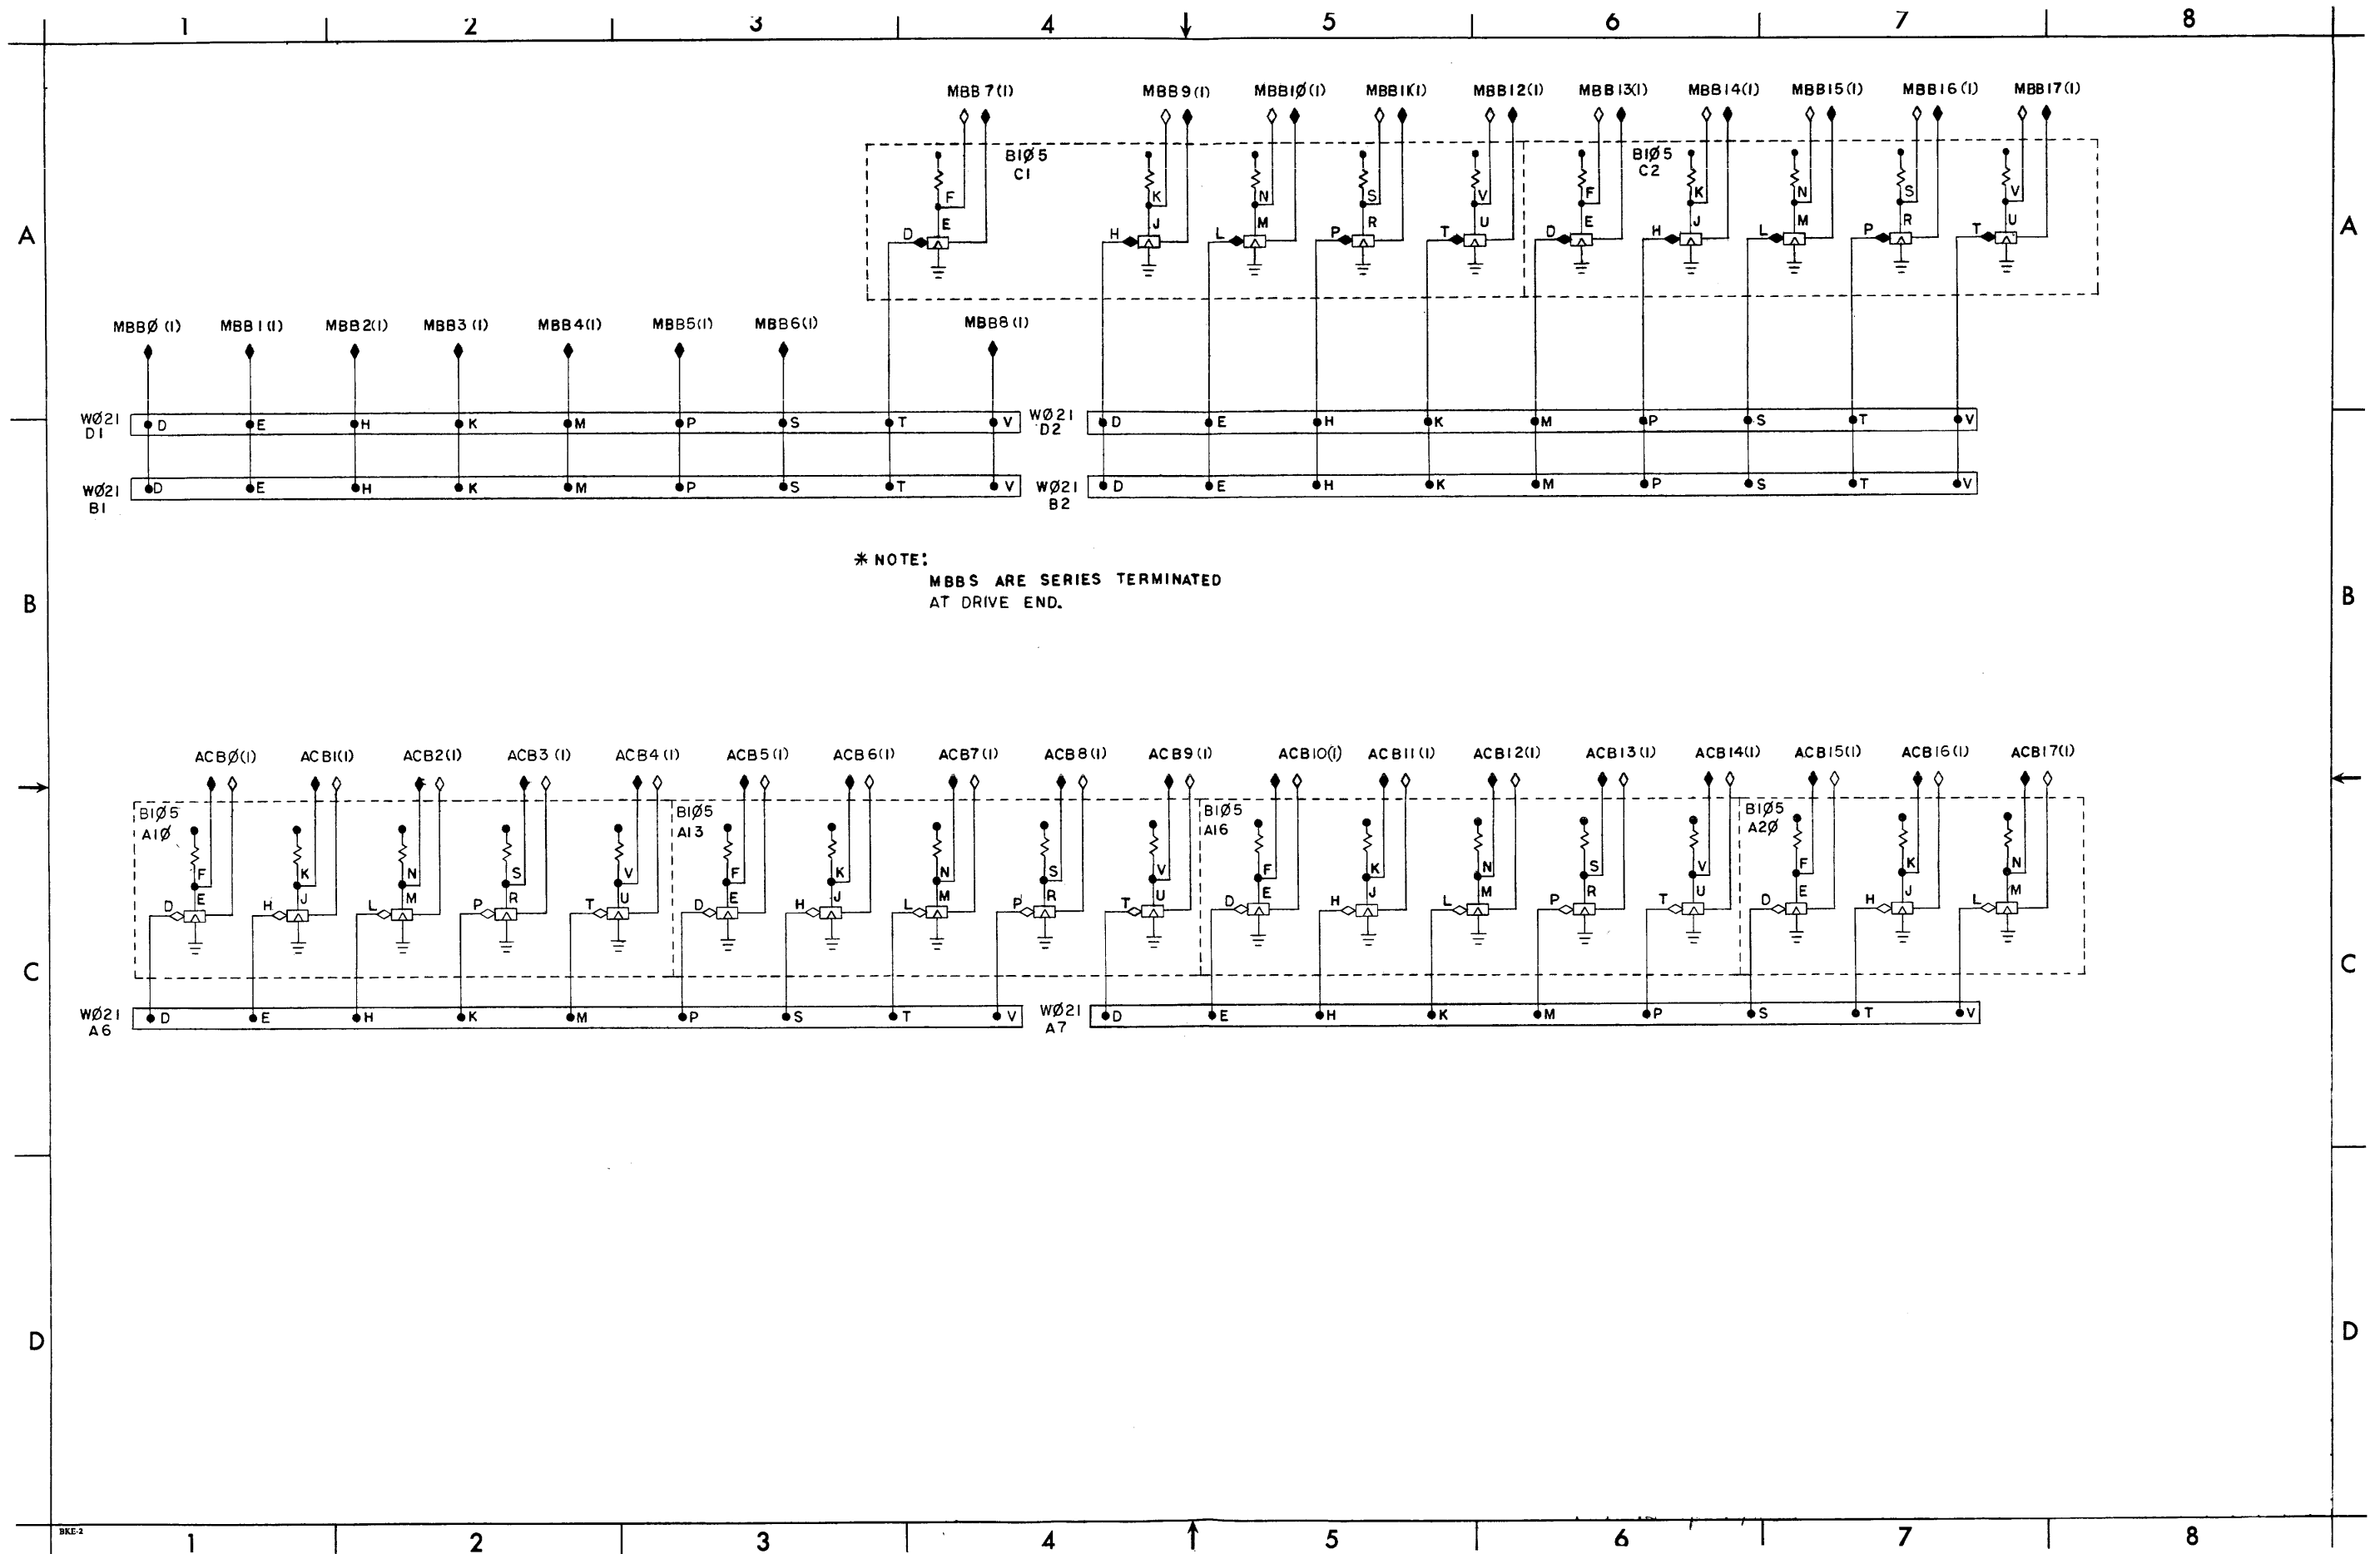 1 2 3 4 5 6 7 8
MBB7(1) MBB9(1) MBB1Ø(1) MBB11(1) MBB12(1) MBB13(1) MBB14(1) MBB15(1) MBB16(1) MBB17(1)
B1Ø5 B1Ø5
C1 C2
F K N S V F K N S V
E J M R U E J M R U
D H L P T D H L P T
A A
MBBØ(1) MBB1(1) MBB2(1) MBB3(1) MBB4(1) MBB5(1) MBB6(1) MBB8(1)
WØ21 D E H K M P S T V WØ21 D E H K M P S T V
D1 D2
WØ21 D E H K M P S T V WØ21 D E H K M P S T V
B1 B2
* NOTE:
MBBS ARE SERIES TERMINATED
AT DRIVE END.
B B
ACBØ(1) ACB1(1) ACB2(1) ACB3(1) ACB4(1) ACB5(1) ACB6(1) ACB7(1) ACB8(1) ACB9(1) ACB10(1) ACB11(1) ACB12(1) ACB13(1) ACB14(1) ACB15(1) ACB16(1) ACB17(1)
B1Ø5 B1Ø5 B1Ø5 B1Ø5
A1Ø A13 A16 A2Ø
F K N S V F K N S V F K N S V F K N
E J M R U E J M R U E J M R U E J M
D H L P T D H L P T D H L P T D H L
C C
WØ21 D E H K M P S T V WØ21 D E H K M P S T V
A6 A7
D D
BKE-2
1 2 3 4 5 6 7 8